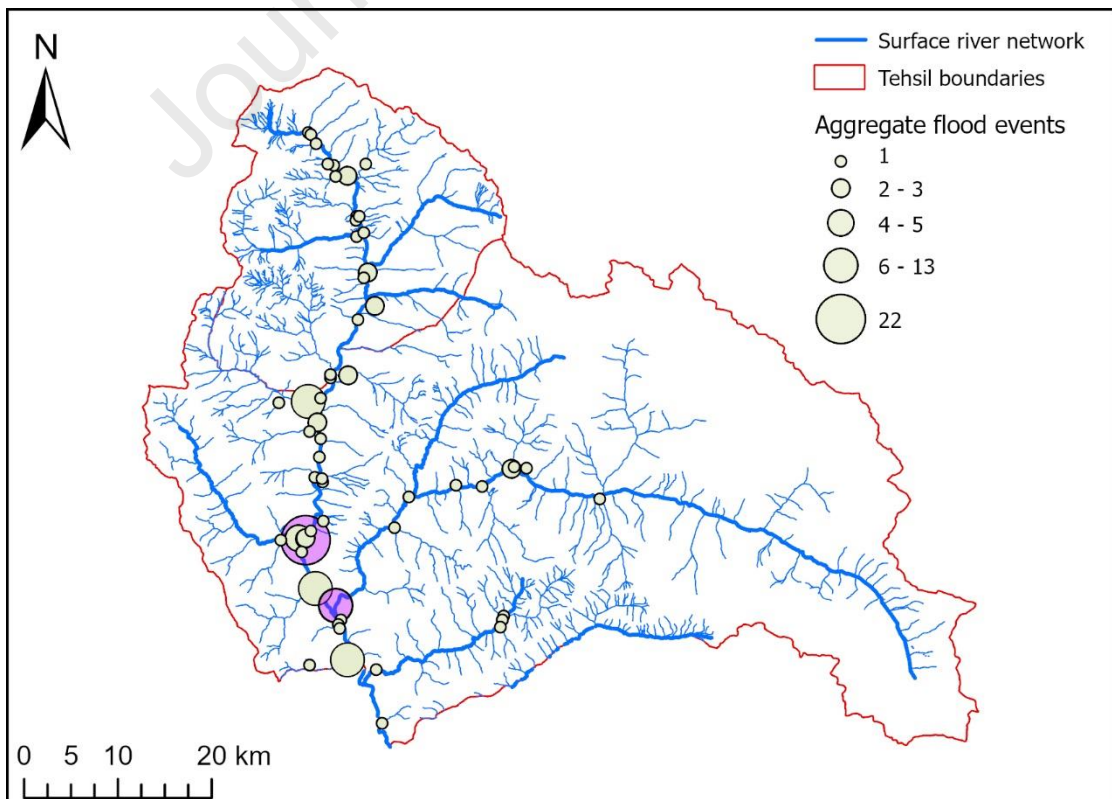 Jour
N
Surface river network
Tehsil boundaries
Aggregate flood events
1
2 - 3
4 - 5
6 - 13
22
0 5 10 20 km